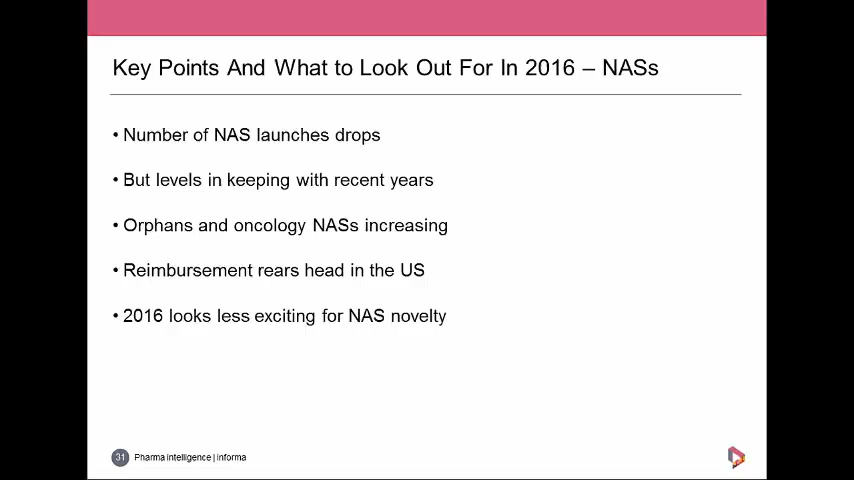 Key Points And What to Look Out For In 2016 – NASs
• Number of NAS launches drops
• But levels in keeping with recent years
• Orphans and oncology NASs increasing
• Reimbursement rears head in the US
• 2016 looks less exciting for NAS novelty
31 Pharma intelligence | informa